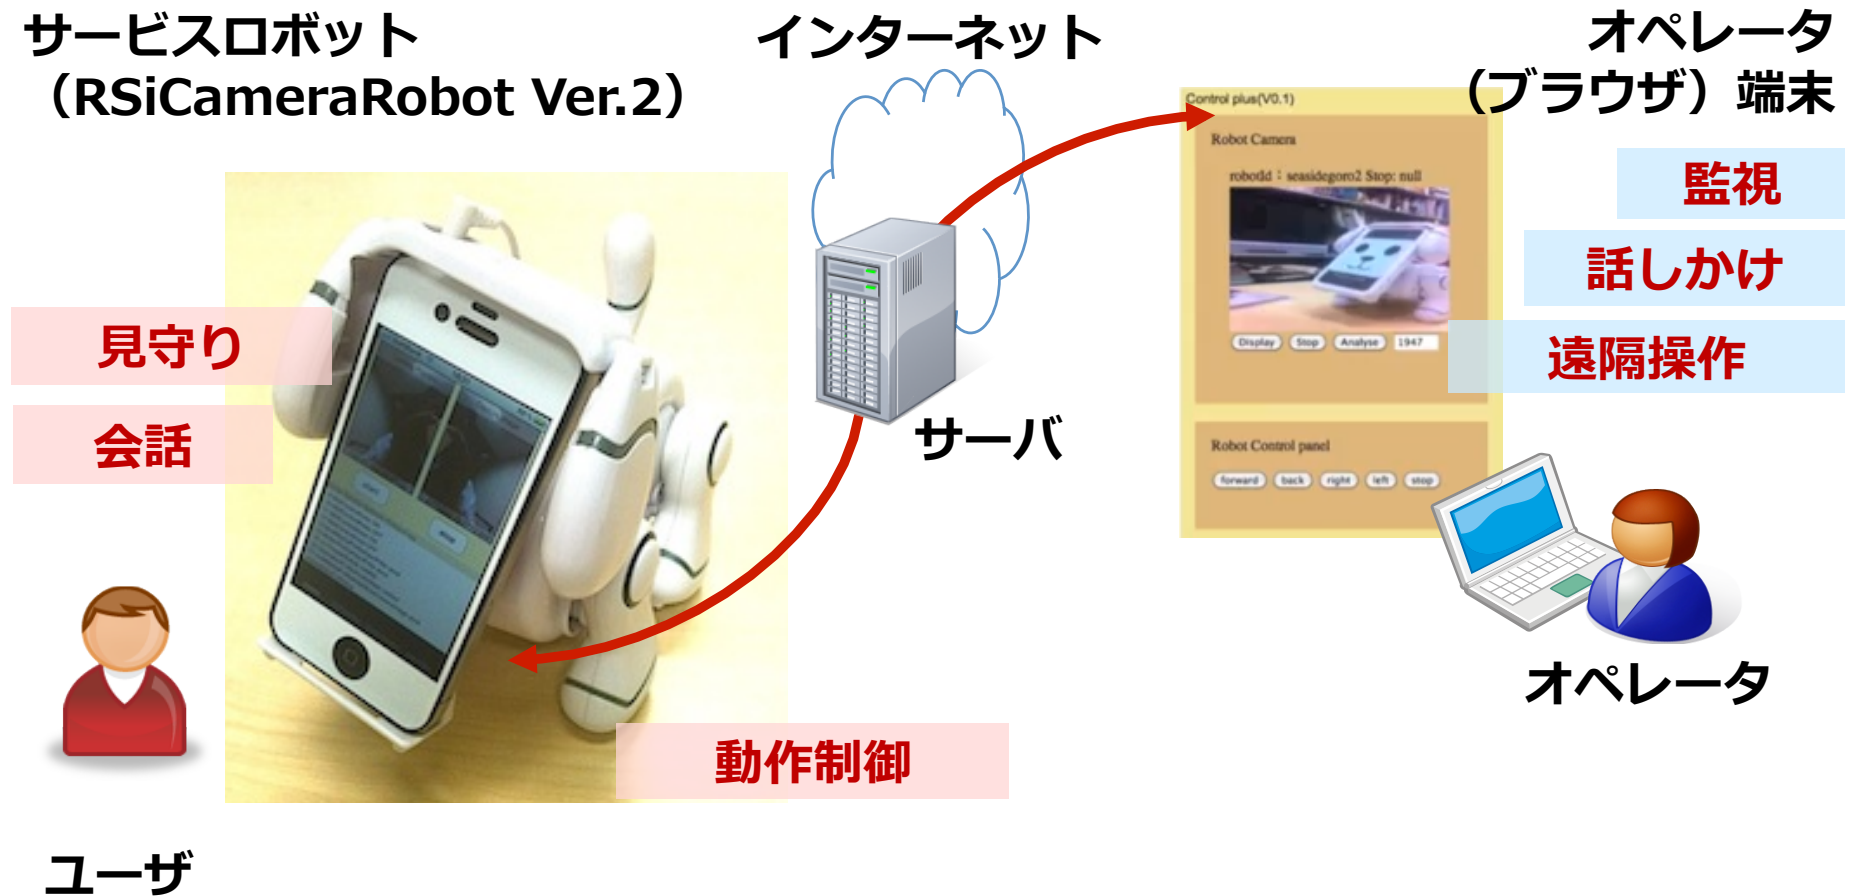 サービスロボット
（RSiCameraRobot Ver.2）
インターネット
オペレータ
（ブラウザ）端末
Control plus(V0.1)
Robot Camera
robotId : seasidegoro2 Stop: null
Display Stop Analyse 1947
Robot Control panel
forward back right left stop
監視
話しかけ
遠隔操作
見守り
会話
サーバ
動作制御
オペレータ
ユーザ